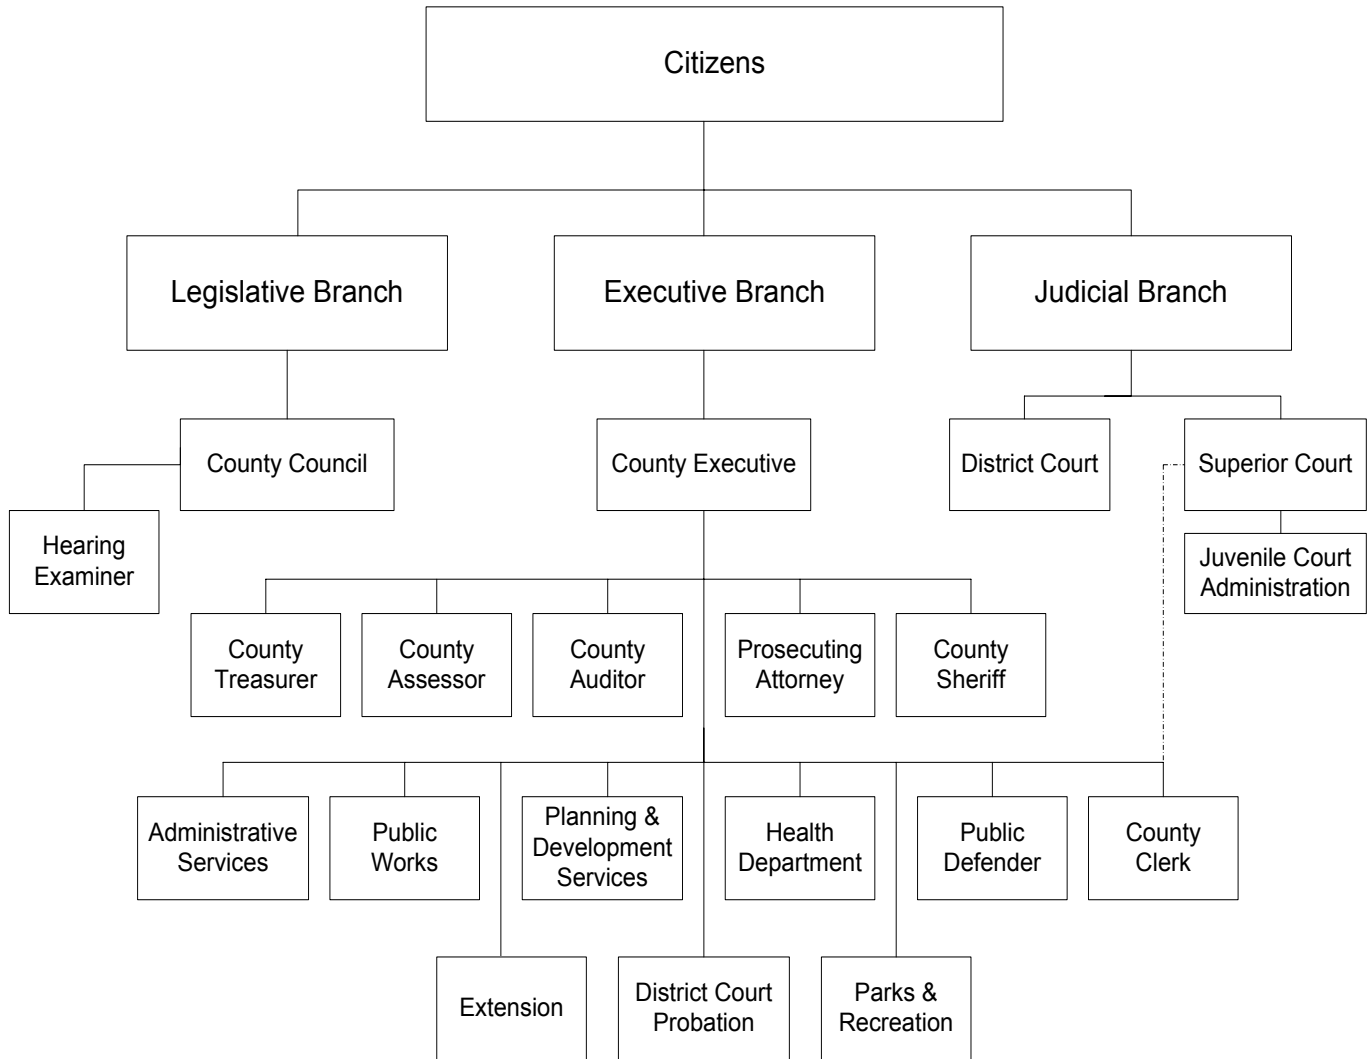 Citizens
Legislative Branch
Executive Branch
Judicial Branch
County Council
County Executive
District Court
Superior Court
Hearing
Examiner
Juvenile Court
Administration
County
Treasurer
County
Assessor
County
Auditor
Prosecuting
Attorney
County
Sheriff
Administrative
Services
Public
Works
Planning &
Development
Services
Health
Department
Public
Defender
County
Clerk
Extension
District Court
Probation
Parks &
Recreation